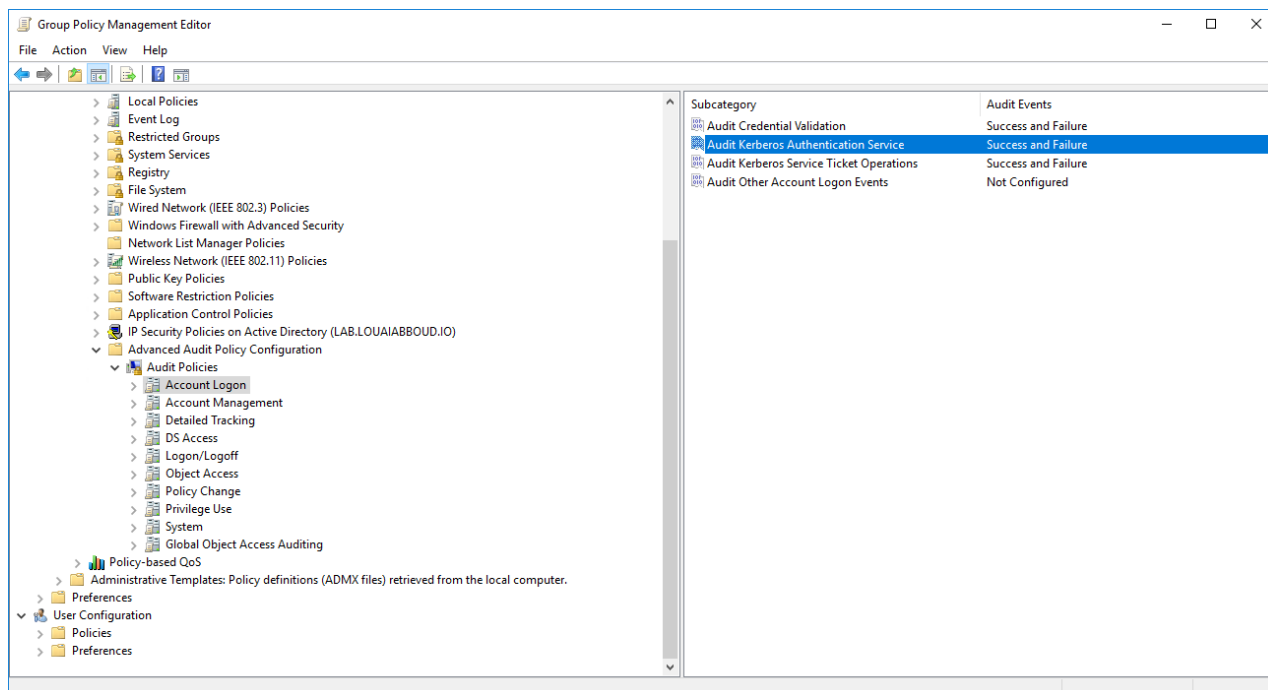 Group Policy Management Editor
File Action View Help
Local Policies
Event Log
Restricted Groups
System Services
Registry
File System
Wired Network (IEEE 802.3) Policies
Windows Firewall with Advanced Security
Network List Manager Policies
Wireless Network (IEEE 802.11) Policies
Public Key Policies
Software Restriction Policies
Application Control Policies
IP Security Policies on Active Directory (LAB.LOUAIABBOUD.IO)
Advanced Audit Policy Configuration
Audit Policies
Account Logon
Account Management
Detailed Tracking
DS Access
Logon/Logoff
Object Access
Policy Change
Privilege Use
System
Global Object Access Auditing
Policy-based QoS
Administrative Templates: Policy definitions (ADMX files) retrieved from the local computer.
Preferences
User Configuration
Policies
Preferences
Subcategory Audit Events
Audit Credential Validation Success and Failure
Audit Kerberos Authentication Service Success and Failure
Audit Kerberos Service Ticket Operations Success and Failure
Audit Other Account Logon Events Not Configured